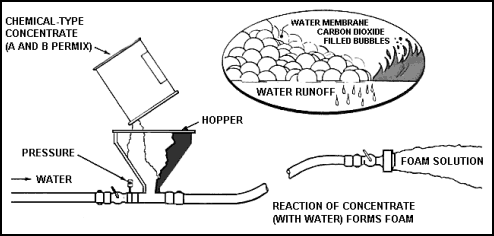 CHEMICAL-TYPE
CONCENTRATE
(A AND B PERMIX)
WATER MEMBRANE
CARBON DIOXIDE
FILLED BUBBLES
WATER RUNOFF
HOPPER
PRESSURE
WATER
FOAM SOLUTION
REACTION OF CONCENTRATE
(WITH WATER) FORMS FOAM